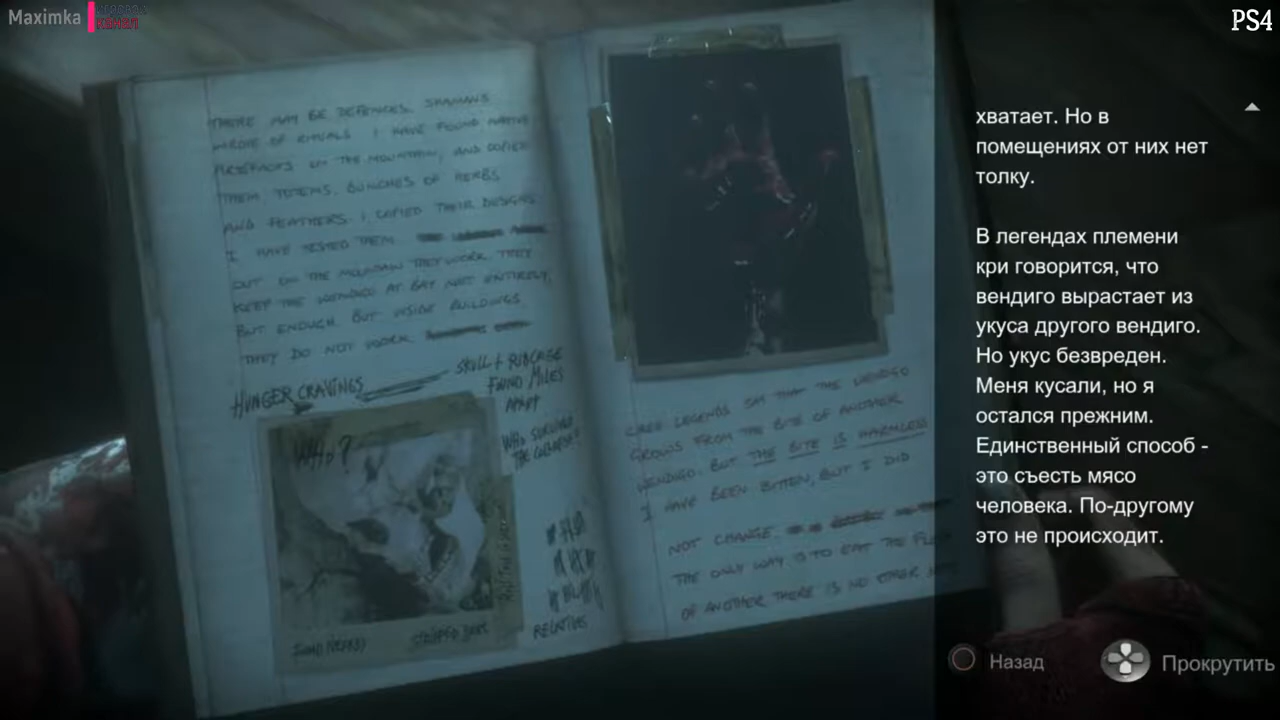 Maximka
PS4
THERE MAY BE DEFENCES. SHAMANS
WROTE OF RITUALS. I HAVE FOUND NATIVE
ARTEFACTS ON THE MOUNTAIN, AND COPIED
THEM, TOTEMS, BUNCHES OF HERBS
AND FEATHERS. I COPIED THEIR DESIGNS
I HAVE TESTED THEM.
OUT ON THE MOUNTAIN THEY WORK. THEY
KEEP THE WENDIGO AT BAY NOT ENTIRELY,
BUT ENOUGH. BUT INSIDE BUILDINGS
THEY DO NOT WORK.
HUNGER CRAVINGS
SKULL + RIBCAGE
FOUND MILES
APART
WHO SURVIVED
WHO?
RELATIVE
CREE LEGENDS SAY THAT THE WENDIGO
GROWS FROM THE BITE OF ANOTHER
WENDIGO. BUT THE BITE IS HARMLESS
I HAVE BEEN BITTEN, BUT I DID
NOT CHANGE.
THE ONLY WAY IS TO EAT THE
OF ANOTHER THERE IS NO OTHER
хватает. Но в
помещениях от них нет
толку.
В легендах племени
кри говорится, что
вендиго вырастает из
укуса другого вендиго.
Но укус безвреден.
Меня кусали, но я
остался прежним.
Единственный способ -
это съесть мясо
человека. По-другому
это не происходит.
Назад
Прокрутить